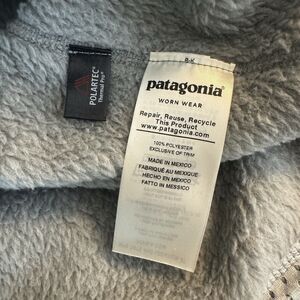 POLARTEC®
Thermal Pro®
B-K
patagonia®
WORN WEAR
Repair, Reuse, Recycle
This Product
www.patagonia.com
100% POLYESTER
EXCLUSIVE OF TRIM
MADE IN MEXICO
FABRIQUÉ AU MEXIQUE
HECHO EN MÉXICO
FATTO IN MESSICO